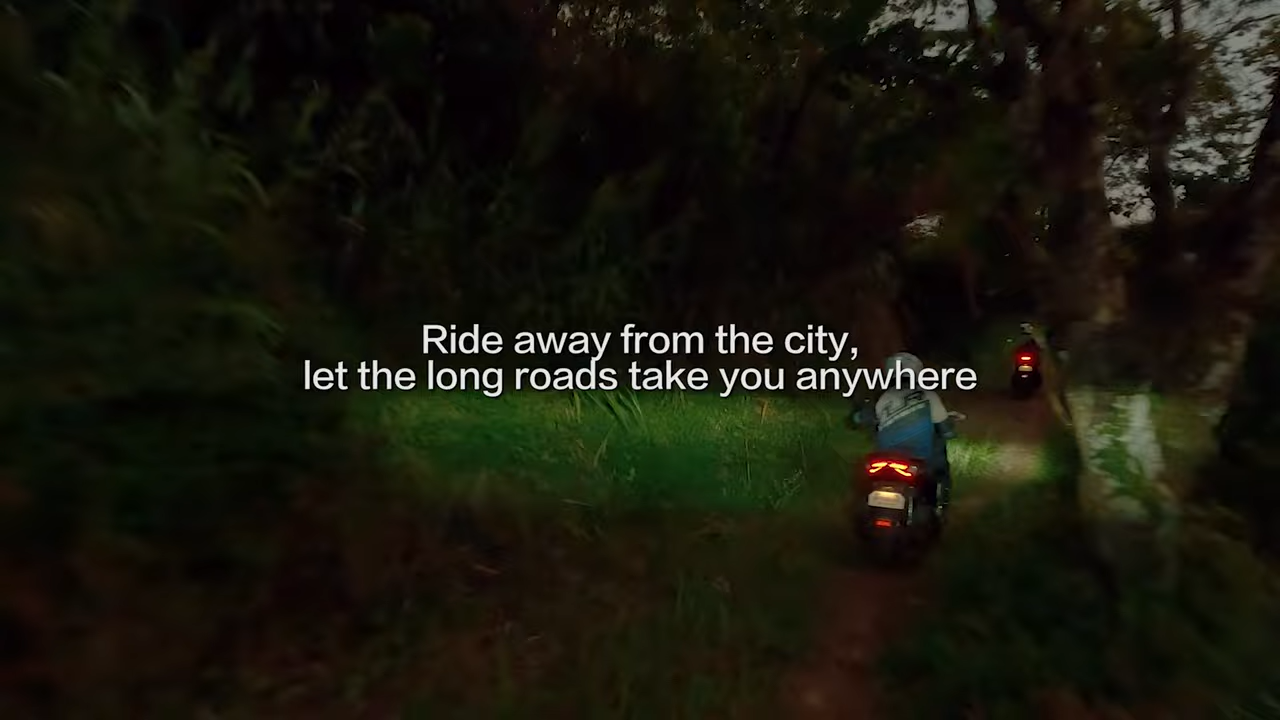 Ride away from the city,
let the long roads take you anywhere